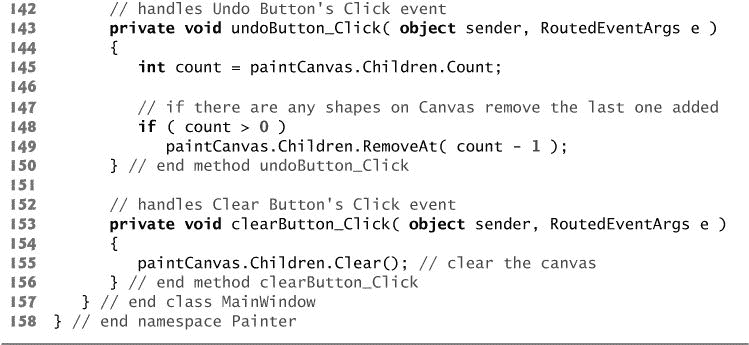 142 // handles Undo Button's Click event
143 private void undoButton_Click( object sender, RoutedEventArgs e )
144 {
145 int count = paintCanvas.Children.Count;
146
147 // if there are any shapes on Canvas remove the last one added
148 if ( count > 0 )
149 paintCanvas.Children.RemoveAt( count - 1 );
150 } // end method undoButton_Click
151
152 // handles Clear Button's Click event
153 private void clearButton_Click( object sender, RoutedEventArgs e )
154 {
155 paintCanvas.Children.Clear(); // clear the canvas
156 } // end method clearButton_Click
157 } // end class MainWindow
158 } // end namespace Painter